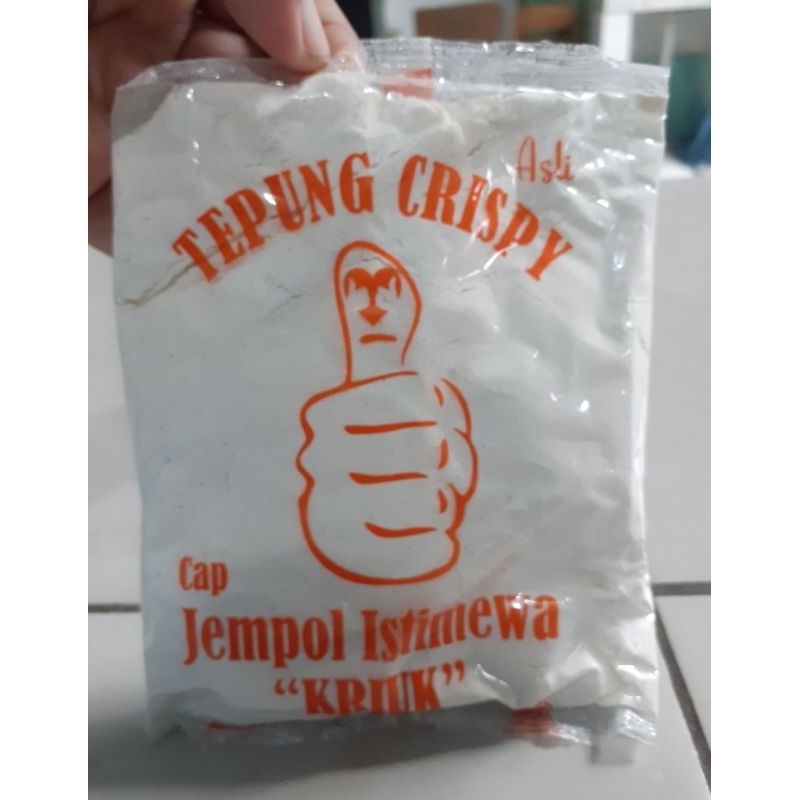 Asli
TEPUNG CRISPY
Cap
Jempol Istimewa
"KRIUK"